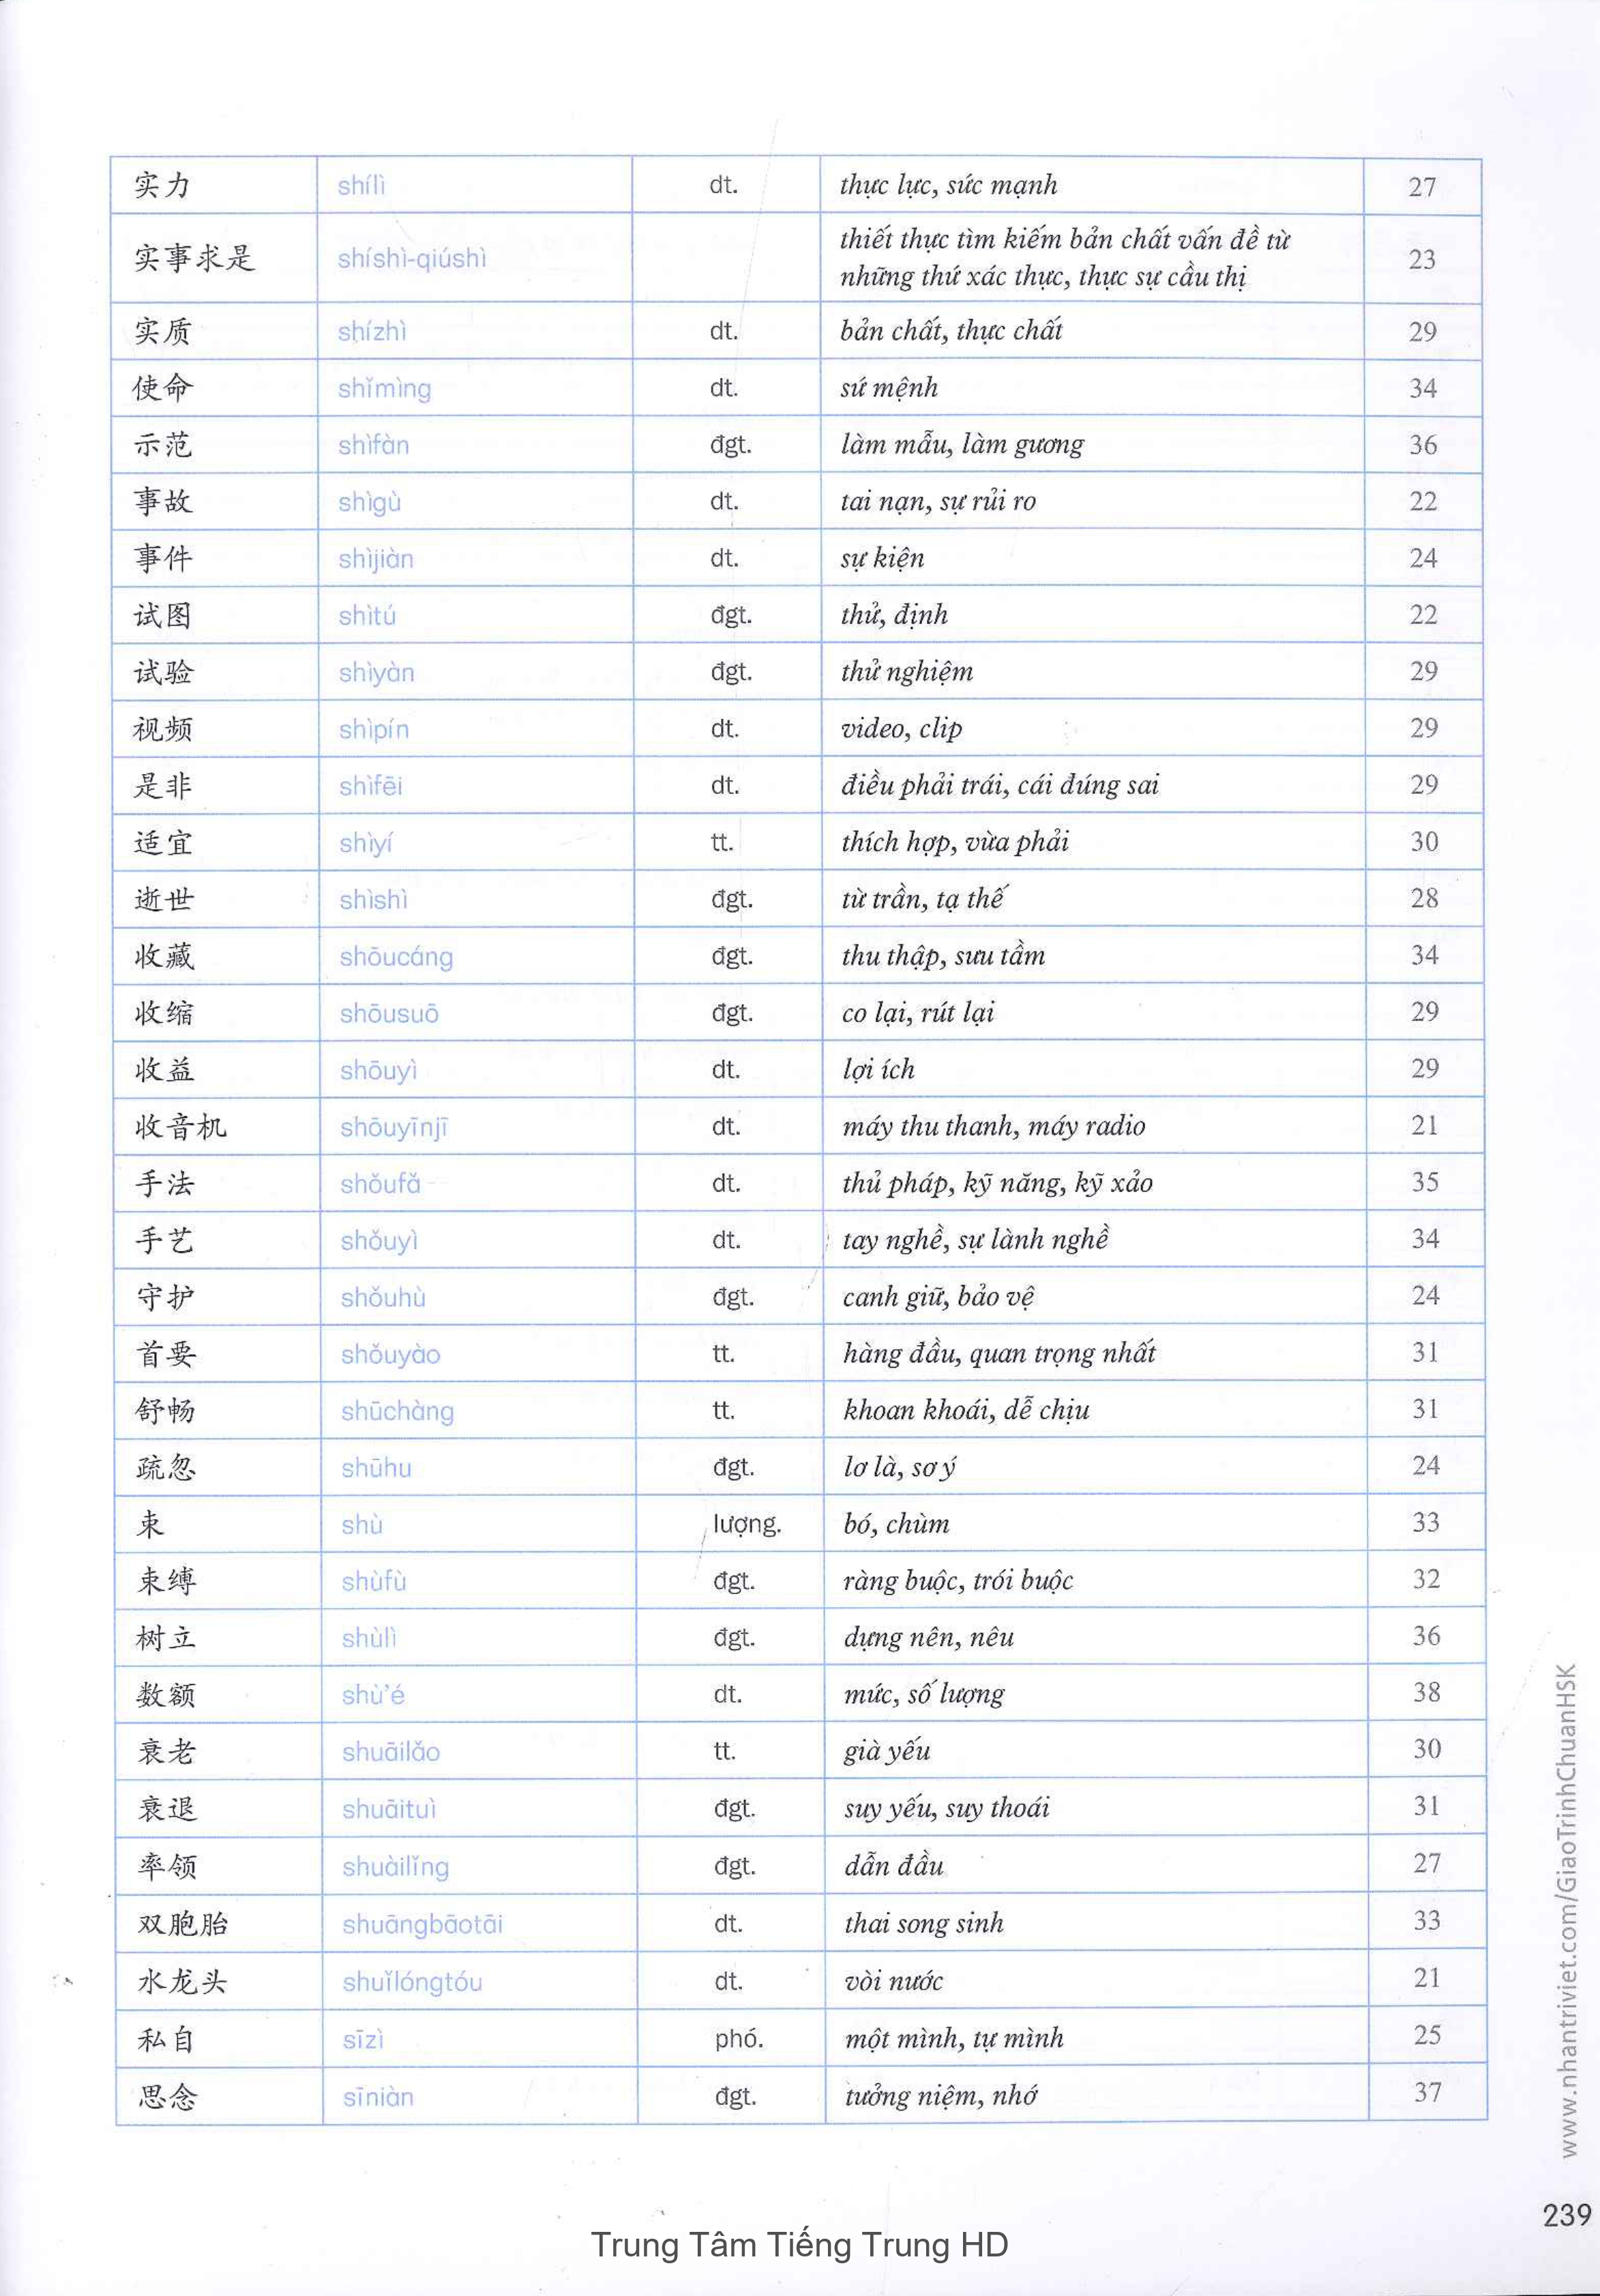 实力 shílì dt. thực lực, sức mạnh 27
实事求是 shíshì-qiúshì thiết thực tìm kiếm bản chất vấn đề từ
những thứ xác thực, thực sự cầu thị 23
实质 shízhì dt. bản chất, thực chất 29
使命 shǐmìng dt. sứ mệnh 34
示范 shìfàn đgt. làm mẫu, làm gương 36
事故 shìgù dt. tai nạn, sự rủi ro 22
事件 shìjiàn dt. sự kiện 24
试图 shìtú đgt. thử, định 22
试验 shìyàn đgt. thử nghiệm 29
视频 shìpín dt. video, clip 29
是非 shìfēi dt. điều phải trái, cái đúng sai 29
适宜 shìyí tt. thích hợp, vừa phải 30
逝世 shìshì đgt. từ trần, tạ thế 28
收藏 shōucáng đgt. thu thập, sưu tầm 34
收缩 shōusuō đgt. co lại, rút lại 29
收益 shōuyì dt. lợi ích 29
收音机 shōuyīnjī dt. máy thu thanh, máy radio 21
手法 shǒufǎ dt. thủ pháp, kỹ năng, kỹ xảo 35
手艺 shǒuyì dt. tay nghề, sự lành nghề 34
守护 shǒuhù đgt. canh giữ, bảo vệ 24
首要 shǒuyào tt. hàng đầu, quan trọng nhất 31
舒畅 shūchàng tt. khoan khoái, dễ chịu 31
疏忽 shūhu đgt. lơ là, sơ ý 24
束 shù lượng. bó, chùm 33
束缚 shùfù đgt. ràng buộc, trói buộc 32
树立 shùlì đgt. dựng nên, nêu 36
数额 shù’é dt. mức, số lượng 38
衰老 shuāilǎo tt. già yếu 30
衰退 shuāituì đgt. suy yếu, suy thoái 31
率领 shuàilǐng đgt. dẫn đầu 27
双胞胎 shuāngbāotāi dt. thai song sinh 33
水龙头 shuǐlóngtóu dt. vòi nước 21
私自 sīzì phó. một mình, tự mình 25
思念 sīniàn đgt. tưởng niệm, nhớ 37
www.nhantriviet.com/GiaoTrinhChuanHSK
239
Trung Tâm Tiếng Trung HD